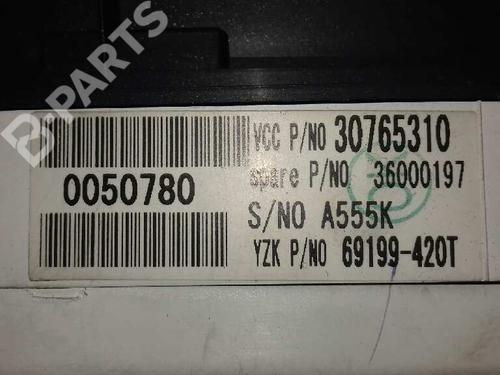 B-PARTS
VCC P/NO 30765310
spare P/NO 36000197
0050780
S/NO A555K
YZK P/NO 69199-420T